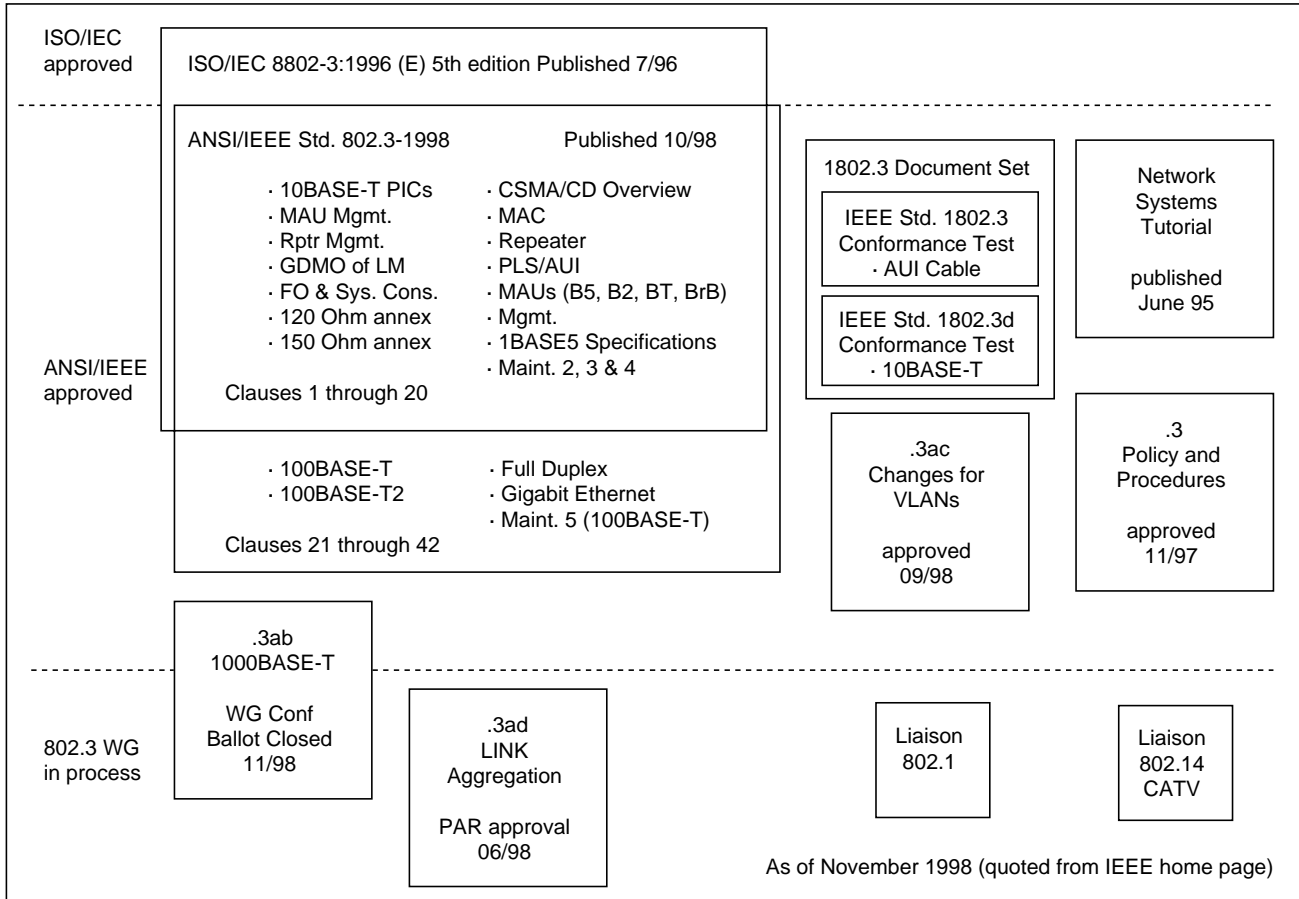 ISO/IEC
approved
ISO/IEC 8802-3:1996 (E) 5th edition Published 7/96
ANSI/IEEE
approved
ANSI/IEEE Std. 802.3-1998 Published 10/98
· 10BASE-T PICs
· MAU Mgmt.
· Rptr Mgmt.
· GDMO of LM
· FO & Sys. Cons.
· 120 Ohm annex
· 150 Ohm annex
· CSMA/CD Overview
· MAC
· Repeater
· PLS/AUI
· MAUs (B5, B2, BT, BrB)
· Mgmt.
· 1BASE5 Specifications
· Maint. 2, 3 & 4
Clauses 1 through 20
· 100BASE-T
· 100BASE-T2
· Full Duplex
· Gigabit Ethernet
· Maint. 5 (100BASE-T)
Clauses 21 through 42
1802.3 Document Set
IEEE Std. 1802.3
Conformance Test
· AUI Cable
IEEE Std. 1802.3d
Conformance Test
· 10BASE-T
Network
Systems
Tutorial
published
June 95
.3ac
Changes for
VLANs
approved
09/98
.3
Policy and
Procedures
approved
11/97
802.3 WG
in process
.3ab
1000BASE-T
WG Conf
Ballot Closed
11/98
.3ad
LINK
Aggregation
PAR approval
06/98
Liaison
802.1
Liaison
802.14
CATV
As of November 1998 (quoted from IEEE home page)